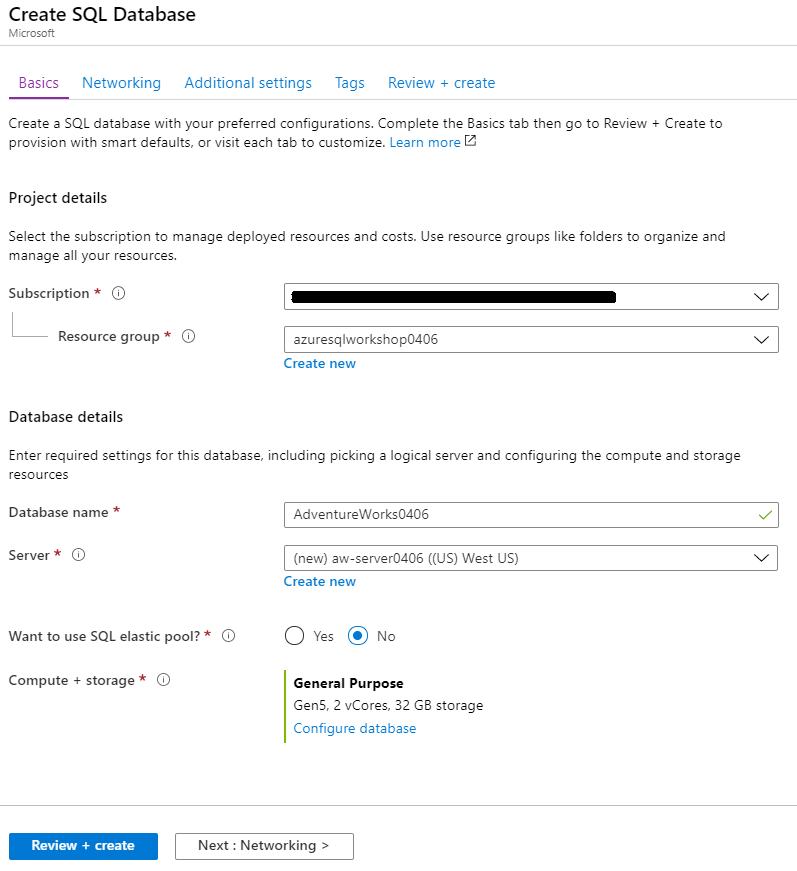 Create SQL Database
Microsoft
Basics Networking Additional settings Tags Review + create
Create a SQL database with your preferred configurations. Complete the Basics tab then go to Review + Create to
provision with smart defaults, or visit each tab to customize. Learn more
Project details
Select the subscription to manage deployed resources and costs. Use resource groups like folders to organize and
manage all your resources.
Subscription *
Resource group * azuresqlworkshop0406
Create new
Database details
Enter required settings for this database, including picking a logical server and configuring the compute and storage
resources
Database name * AdventureWorks0406
Server * (new) aw-server0406 ((US) West US)
Create new
Want to use SQL elastic pool? * Yes No
Compute + storage * General Purpose
Gen5, 2 vCores, 32 GB storage
Configure database
Review + create Next : Networking >